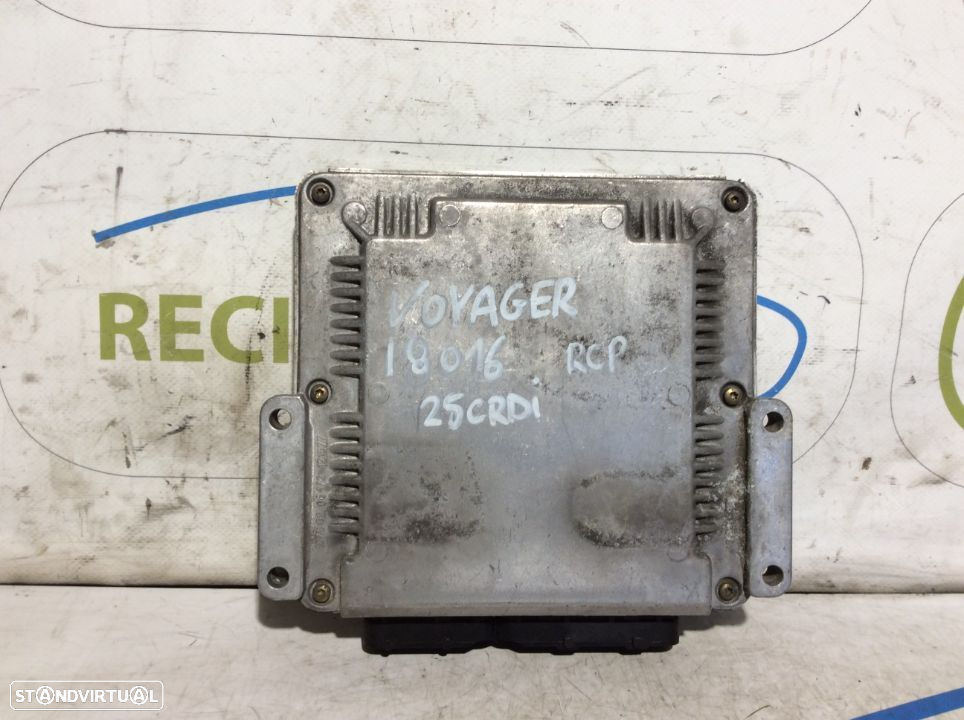 RECI
VOYAGER
18016 RCP
25CRDI
STANDVIRTUAL